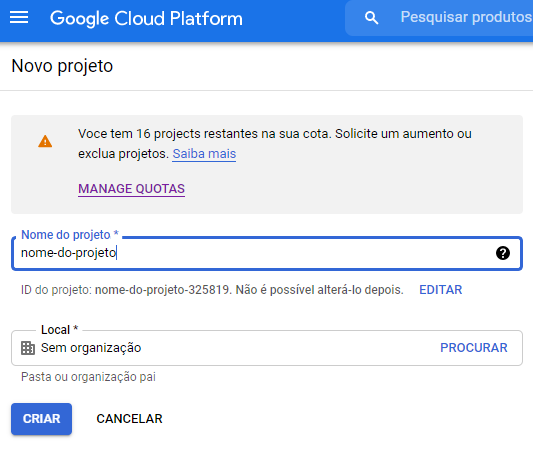 Google Cloud Platform
Pesquisar produtos
Novo projeto
Voce tem 16 projects restantes na sua cota. Solicite um aumento ou
exclua projetos. Saiba mais
MANAGE QUOTAS
Nome do projeto *
nome-do-projeto
ID do projeto: nome-do-projeto-325819. Não é possível alterá-lo depois. EDITAR
Local *
Sem organização PROCURAR
Pasta ou organização pai
CRIAR CANCELAR